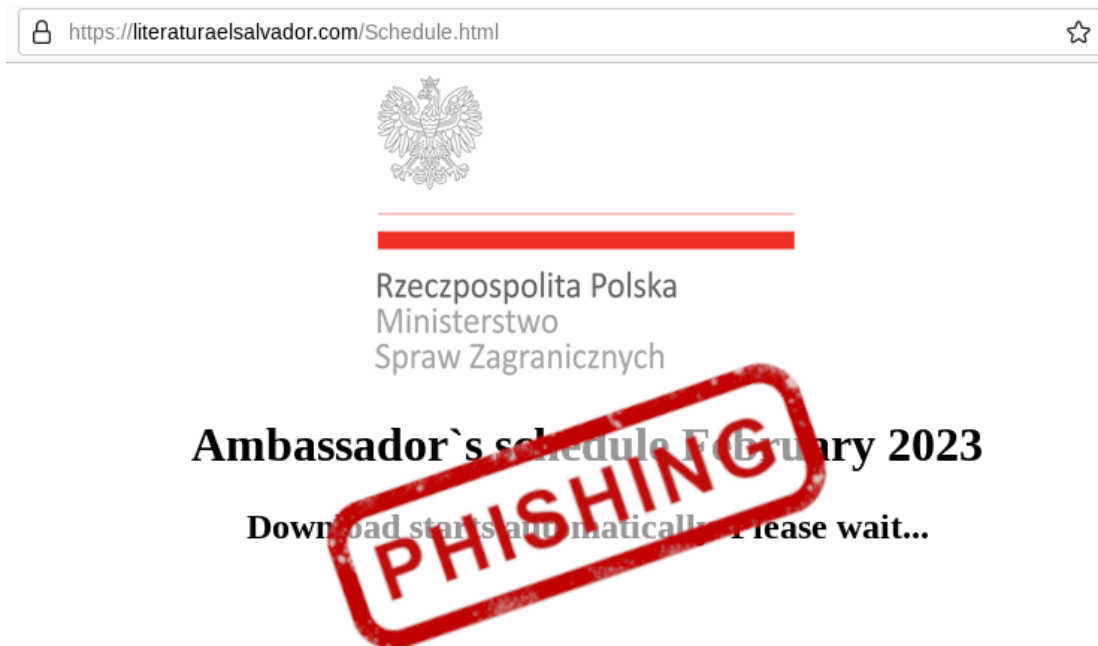 https://literaturaelsalvador.com/Schedule.html
Rzeczpospolita Polska
Ministerstwo
Spraw Zagranicznych
Ambassador`s schedule February 2023
Download starts automatically. Please wait...
PHISHING